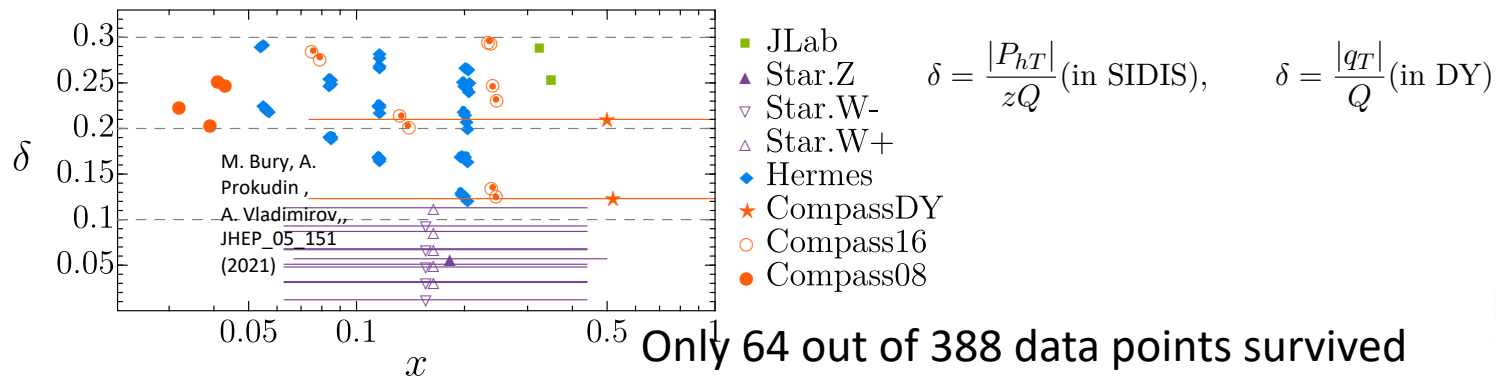 0.3
0.25
0.2
0.15
0.1
0.05
δ
M. Bury, A.
Prokudin ,
A. Vladimirov,,
JHEP_05_151
(2021)
0.05
0.1
0.5
1
x
JLab
Star.Z
Star.W-
Star.W+
Hermes
CompassDY
Compass16
Compass08
δ = |P_{hT}| / zQ (in SIDIS), δ = |q_T| / Q (in DY)
Only 64 out of 388 data points survived